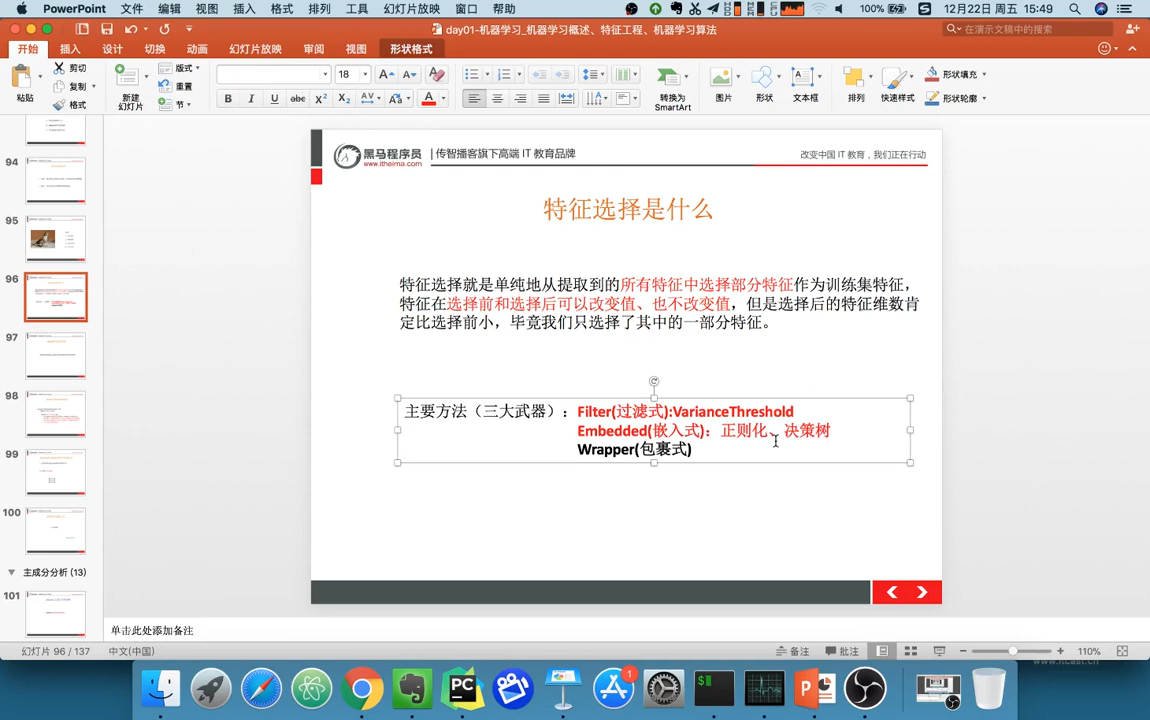 PowerPoint 文件 编辑 视图 插入 格式 排列 工具 幻灯片放映 窗口 帮助 100% 12月22日 周五 15:49
day01-机器学习_机器学习概述、特征工程、机器学习算法
在演示文稿中的搜索
开始 插入 设计 切换 动画 幻灯片放映 审阅 视图 形状格式
粘贴 剪切 复制 格式
新建幻灯片 版式 重置 节
18
转换为 SmartArt
图片 形状 文本框 排列 快速样式 形状填充 形状轮廓
94
95
96
97
98
99
100
主成分分析 (13)
101
黑马程序员 | 传智播客旗下高端 IT 教育品牌
www.itheima.com
改变中国 IT 教育，我们正在行动
特征选择是什么
特征选择就是单纯地从提取到的所有特征中选择部分特征作为训练集特征，
特征在选择前和选择后可以改变值、也不改变值，但是选择后的特征维数肯
定比选择前小，毕竟我们只选择了其中的一部分特征。
主要方法（三大武器）：Filter(过滤式):VarianceThreshold
Embedded(嵌入式)：正则化、决策树
Wrapper(包裹式)
单击此处添加备注
幻灯片 96 / 137 中文(中国) 备注 批注 110%
www.itcast.cn
1
PC